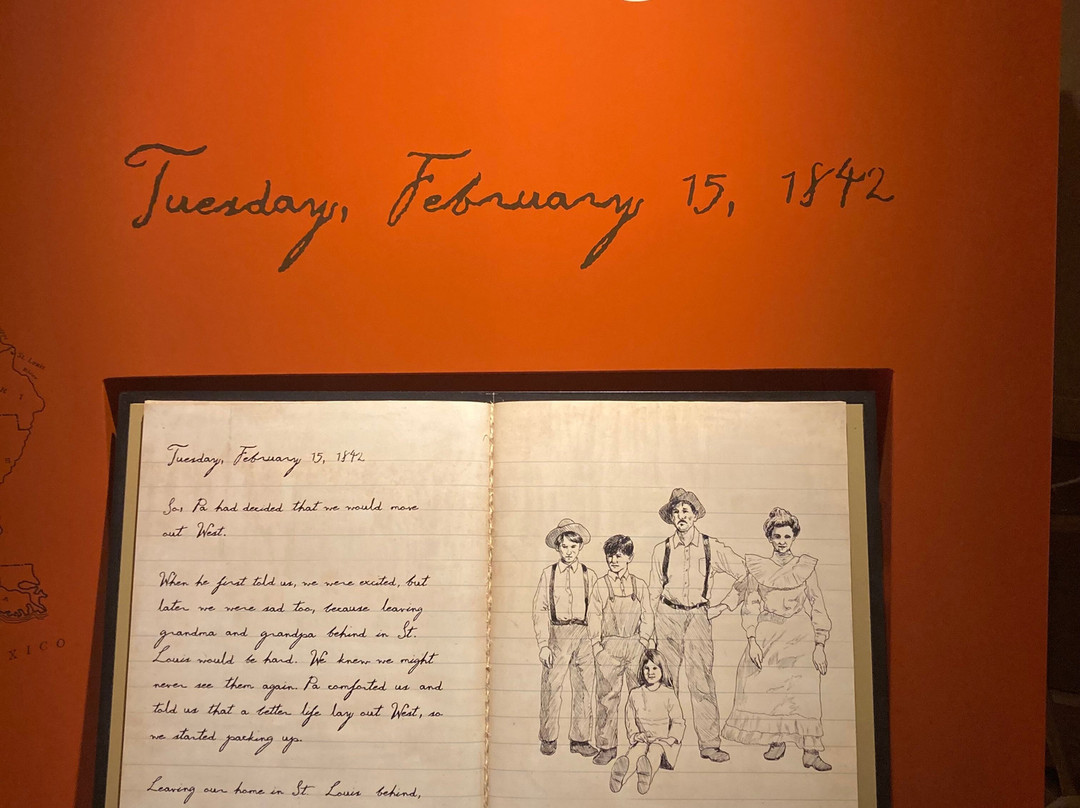 Tuesday, February 15, 1842
St. Louis
XICO
Tuesday, February 15, 1842
So, Pa had decided that we would move
out West.
When he first told us, we were excited, but
later we were sad too, because leaving
grandma and grandpa behind in St.
Louis would be hard. We knew we might
never see them again. Pa comforted us and
told us that a better life lay out West, so
we started packing up.
Leaving our home in St Louis behind,